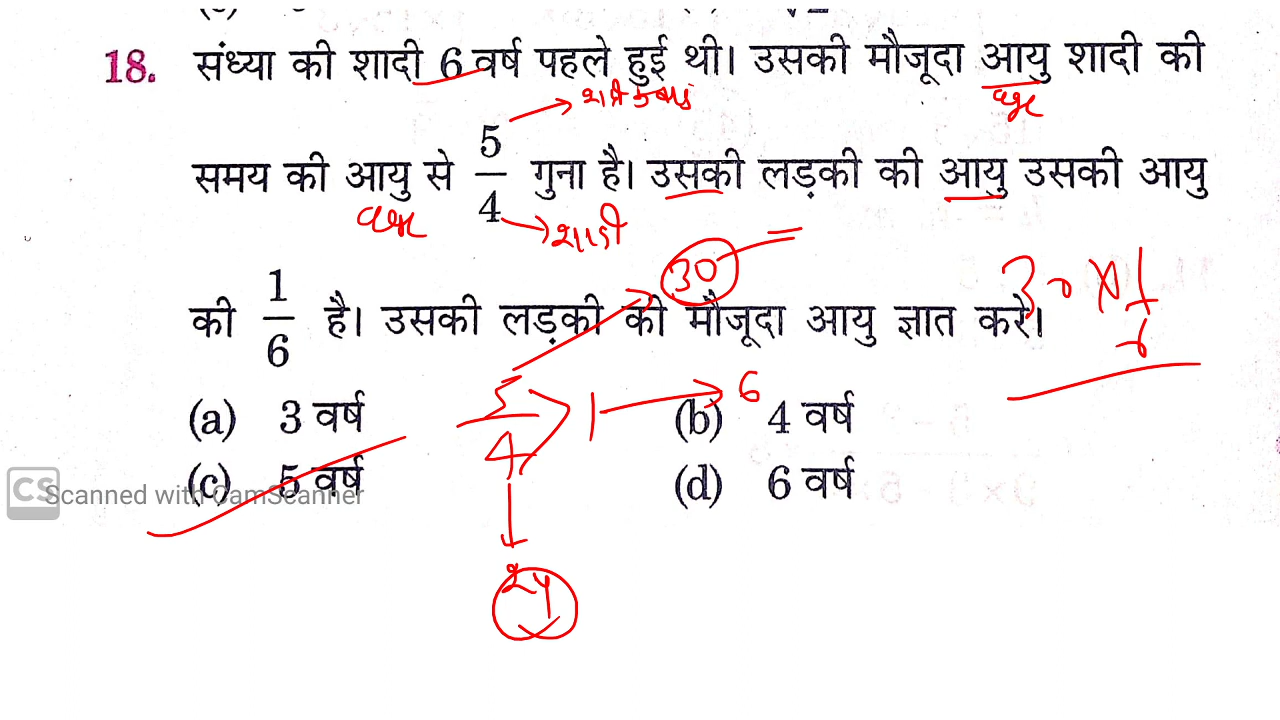 18. संध्या की शादी 6 वर्ष पहले हुई थी। उसकी मौजूदा आयु शादी की
समय की आयु से 5/4 गुना है। उसकी लड़की की आयु उसकी आयु
शादी
30
30 × 1/6
की 1/6 है। उसकी लड़की की मौजूदा आयु ज्ञात करें।
5/4 > 1 → 6
(a) 3 वर्ष (b) 4 वर्ष
(c) 5 वर्ष (d) 6 वर्ष
CS Scanned with CamScanner
24